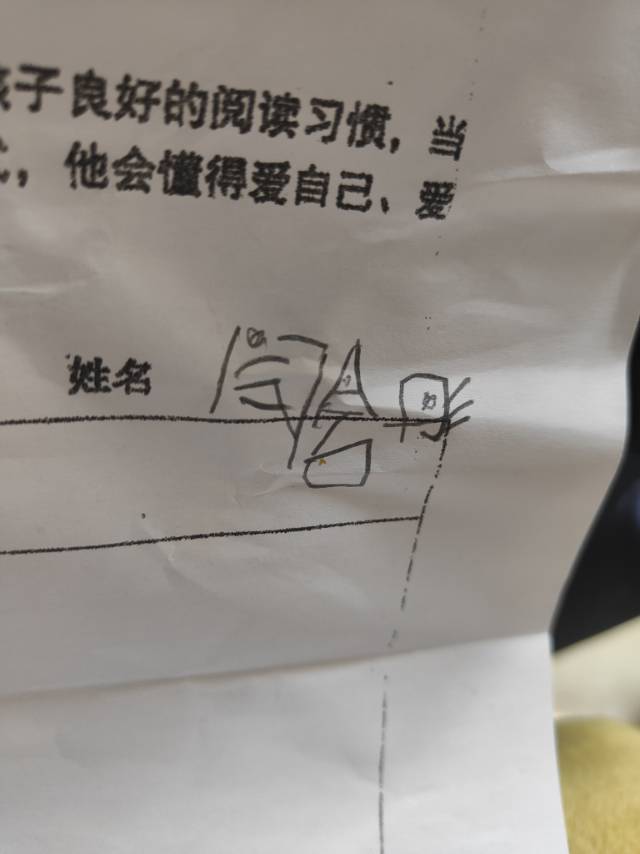 孩子良好的阅读习惯，当
，他会懂得爱自己、爱
姓名